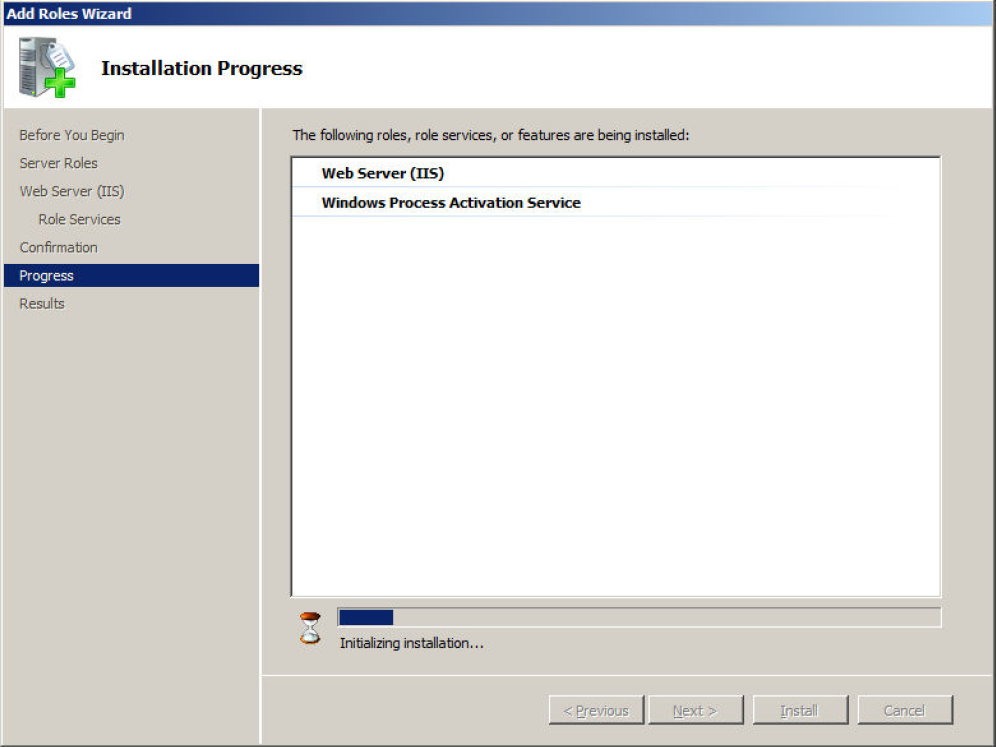 Add Roles Wizard
Installation Progress
Before You Begin
Server Roles
Web Server (IIS)
Role Services
Confirmation
Progress
Results
The following roles, role services, or features are being installed:
Web Server (IIS)
Windows Process Activation Service
Initializing installation...
< Previous
Next >
Install
Cancel